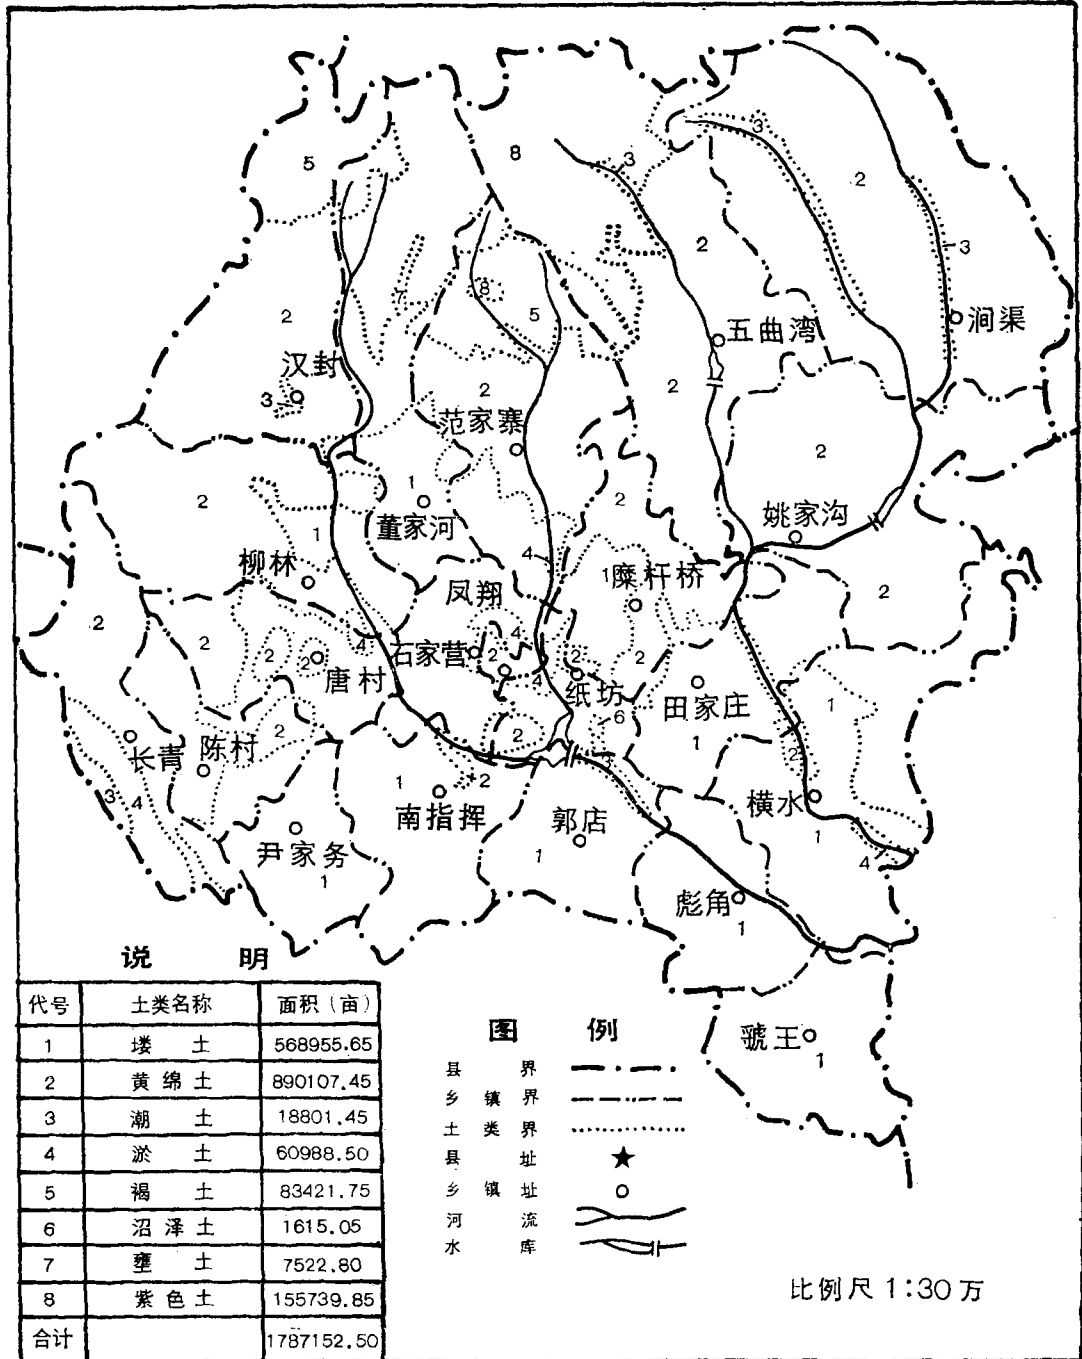 5
8
3
3
2
3
2
7
8
5
2
涧渠
五曲湾
汉封
3
2
2
范家寨
2
1
董家河
2
姚家沟
2
1
4
柳林
凤翔
1
糜杆桥
2
2
2
2
2
4
唐村
石家营
2
4
4
2
纸坊
2
田家庄
1
1
6
长青
陈村
2
2
3
4
1
2
3
2
南指挥
横水
1
郭店
1
4
尹家务
1
彪角
1
虢王
1
说 明
代号 土类名称 面积（亩）
1 塿 土 568955.65
2 黄绵土 890107.45
3 潮 土 18801.45
4 淤 土 60988.50
5 褐 土 83421.75
6 沼泽土 1615.05
7 壅 土 7522.80
8 紫色土 155739.85
合计 1787152.50
图 例
县 界
乡 镇 界
土 类 界
县 址
乡 镇 址
河 流
水 库
比例尺 1:30万